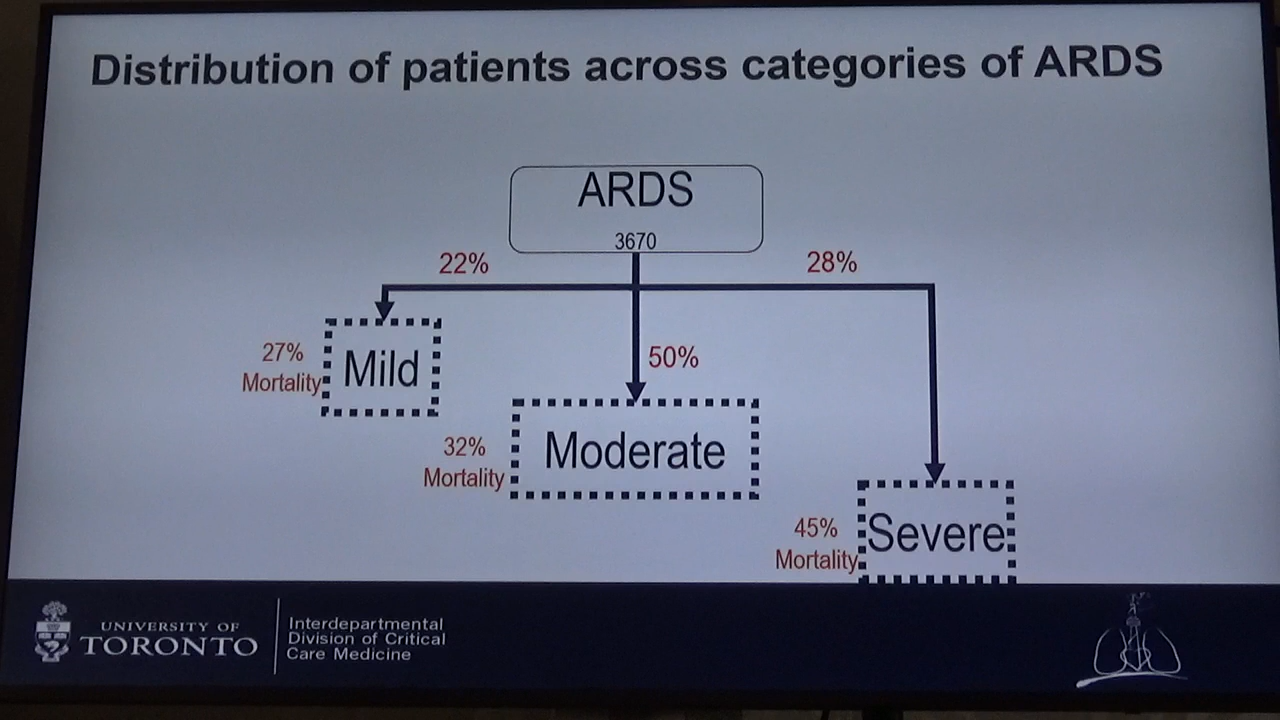 Distribution of patients across categories of ARDS
ARDS
3670
22%
28%
27%
Mortality
Mild
50%
32%
Mortality
Moderate
45%
Mortality
Severe
UNIVERSITY OF
TORONTO
Interdepartmental
Division of Critical
Care Medicine